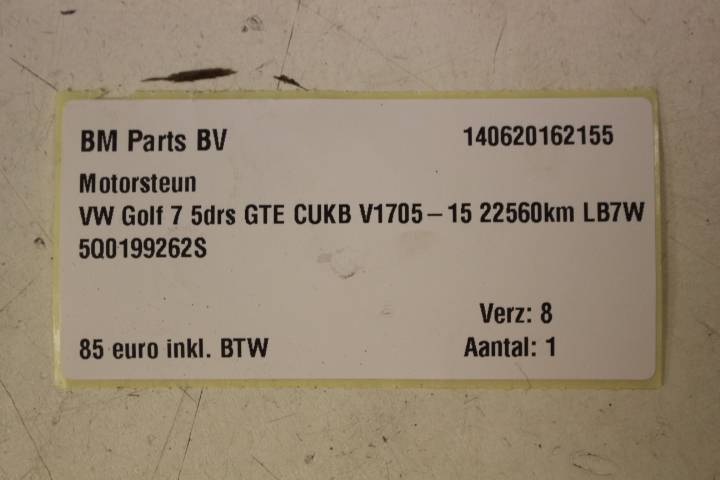 BM Parts BV 140620162155
Motorsteun
VW Golf 7 5drs GTE CUKB V1705-15 22560km LB7W
5Q0199262S
Verz: 8
85 euro inkl. BTW Aantal: 1